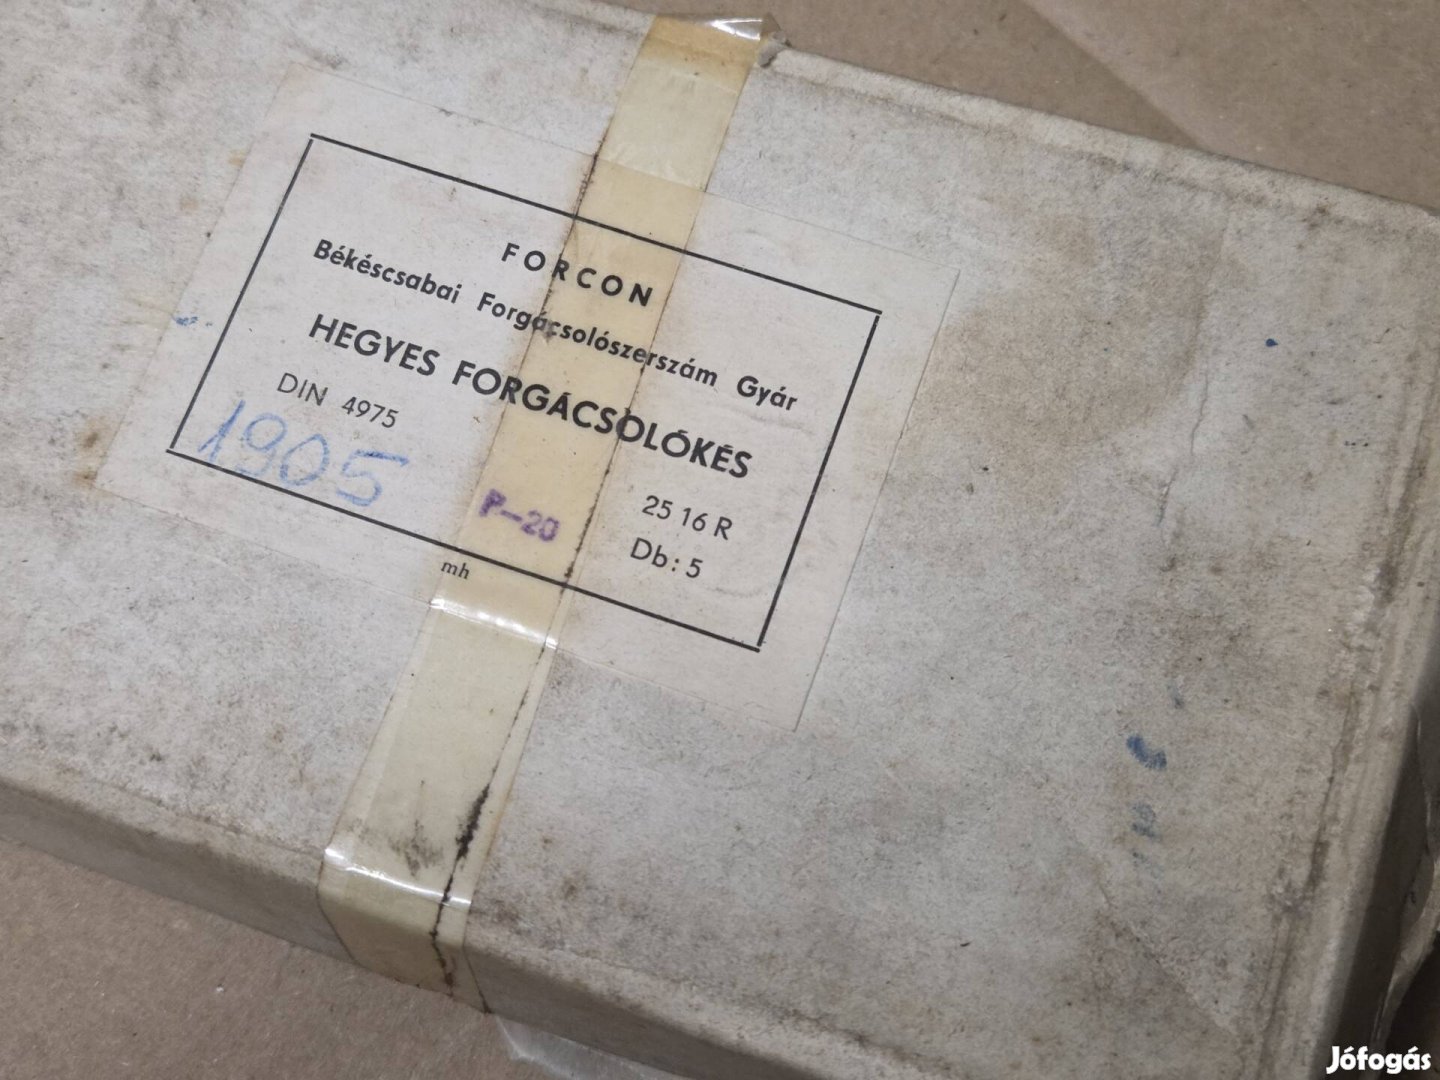 FORCON
Békéscsabai Forgácsolószerszám Gyár
HEGYES FORGÁCSOLÓKÉS
DIN 4975
1905
P-20
25 16 R
Db: 5
mh
Jófogás